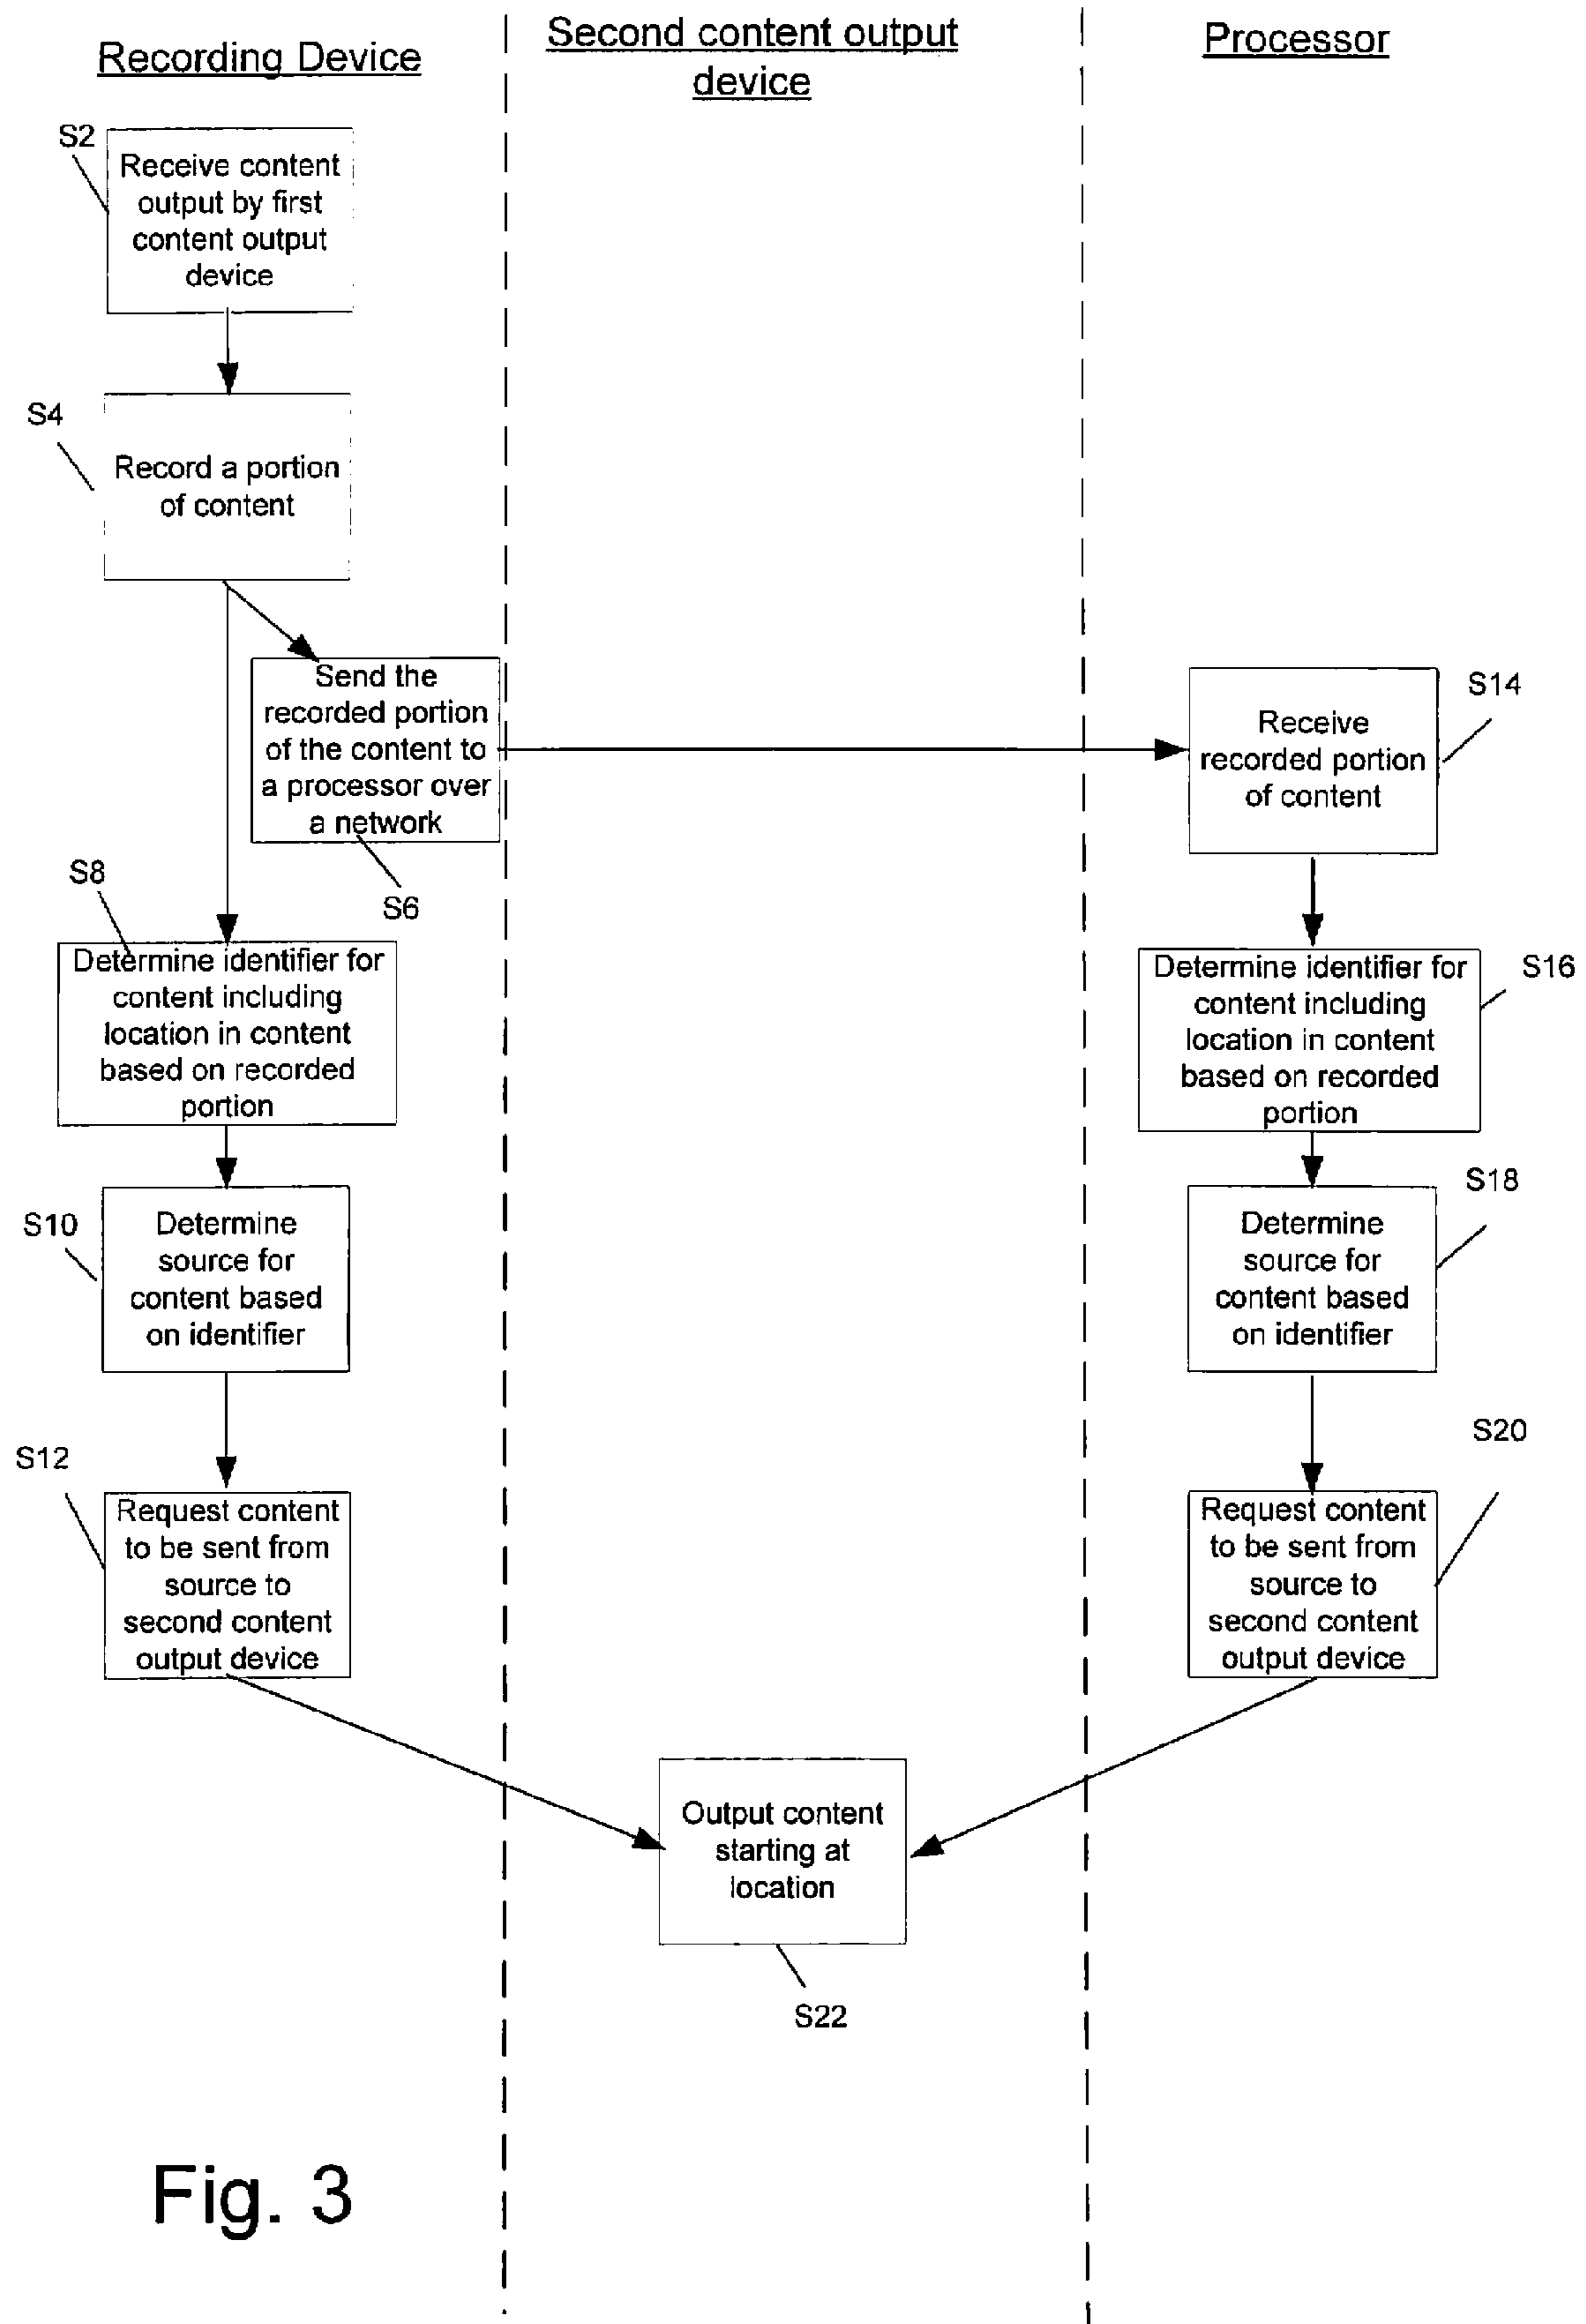 Recording Device
Second content output
device
Processor
S2
Receive content
output by first
content output
device
S4
Record a portion
of content
Send the
recorded portion
of the content to
a processor over
a network
S6
S14
Receive
recorded portion
of content
S8
Determine identifier for
content including
location in content
based on recorded
portion
S16
Determine identifier for
content including
location in content
based on recorded
portion
S10
Determine
source for
content based
on identifier
S18
Determine
source for
content based
on identifier
S12
Request content
to be sent from
source to
second content
output device
S20
Request content
to be sent from
source to
second content
output device
Output content
starting at
location
S22
Fig. 3